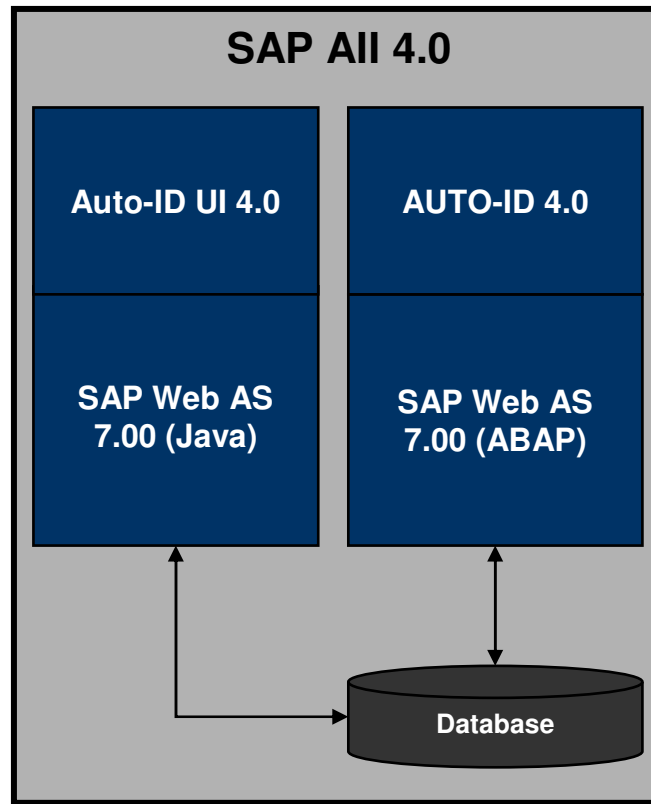 SAP AII 4.0
Auto-ID UI 4.0
AUTO-ID 4.0
SAP Web AS
7.00 (Java)
SAP Web AS
7.00 (ABAP)
Database